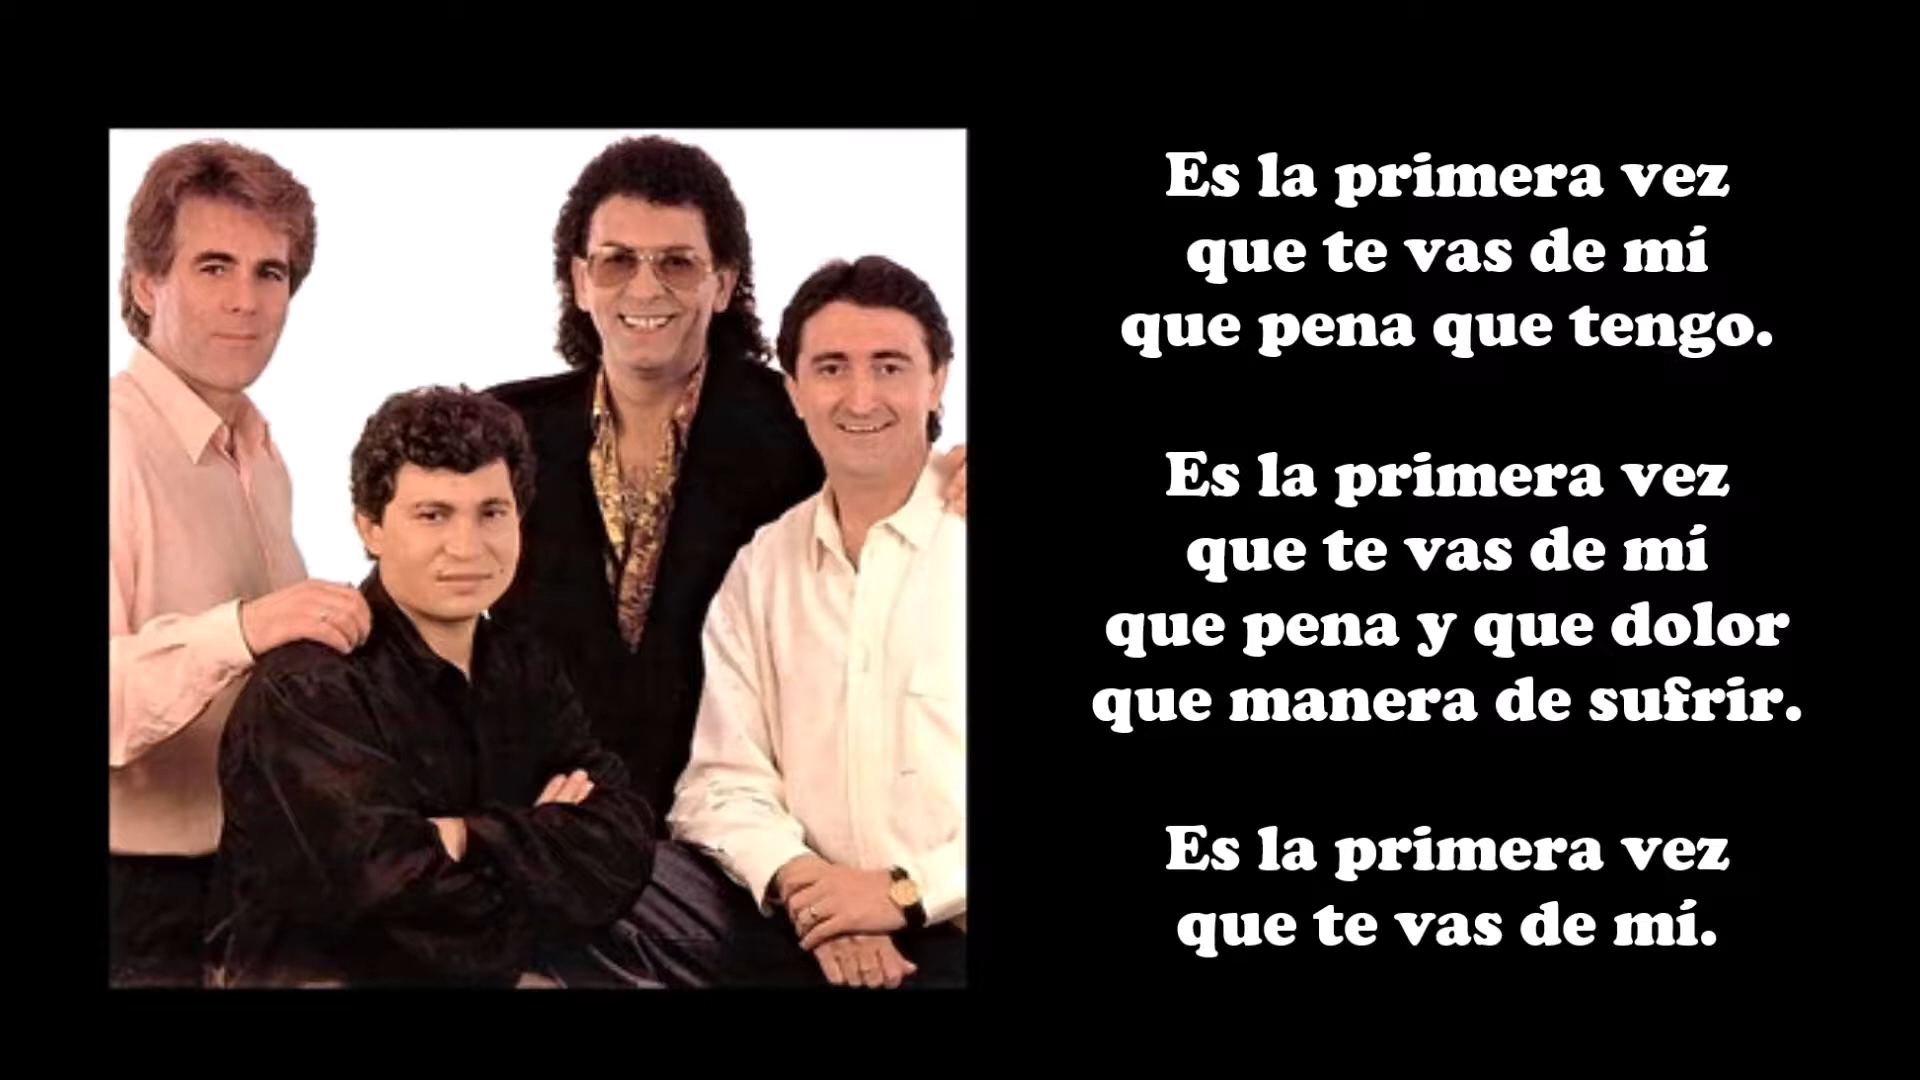 Es la primera vez
que te vas de mí
que pena que tengo.
Es la primera vez
que te vas de mí
que pena y que dolor
que manera de sufrir.
Es la primera vez
que te vas de mí.